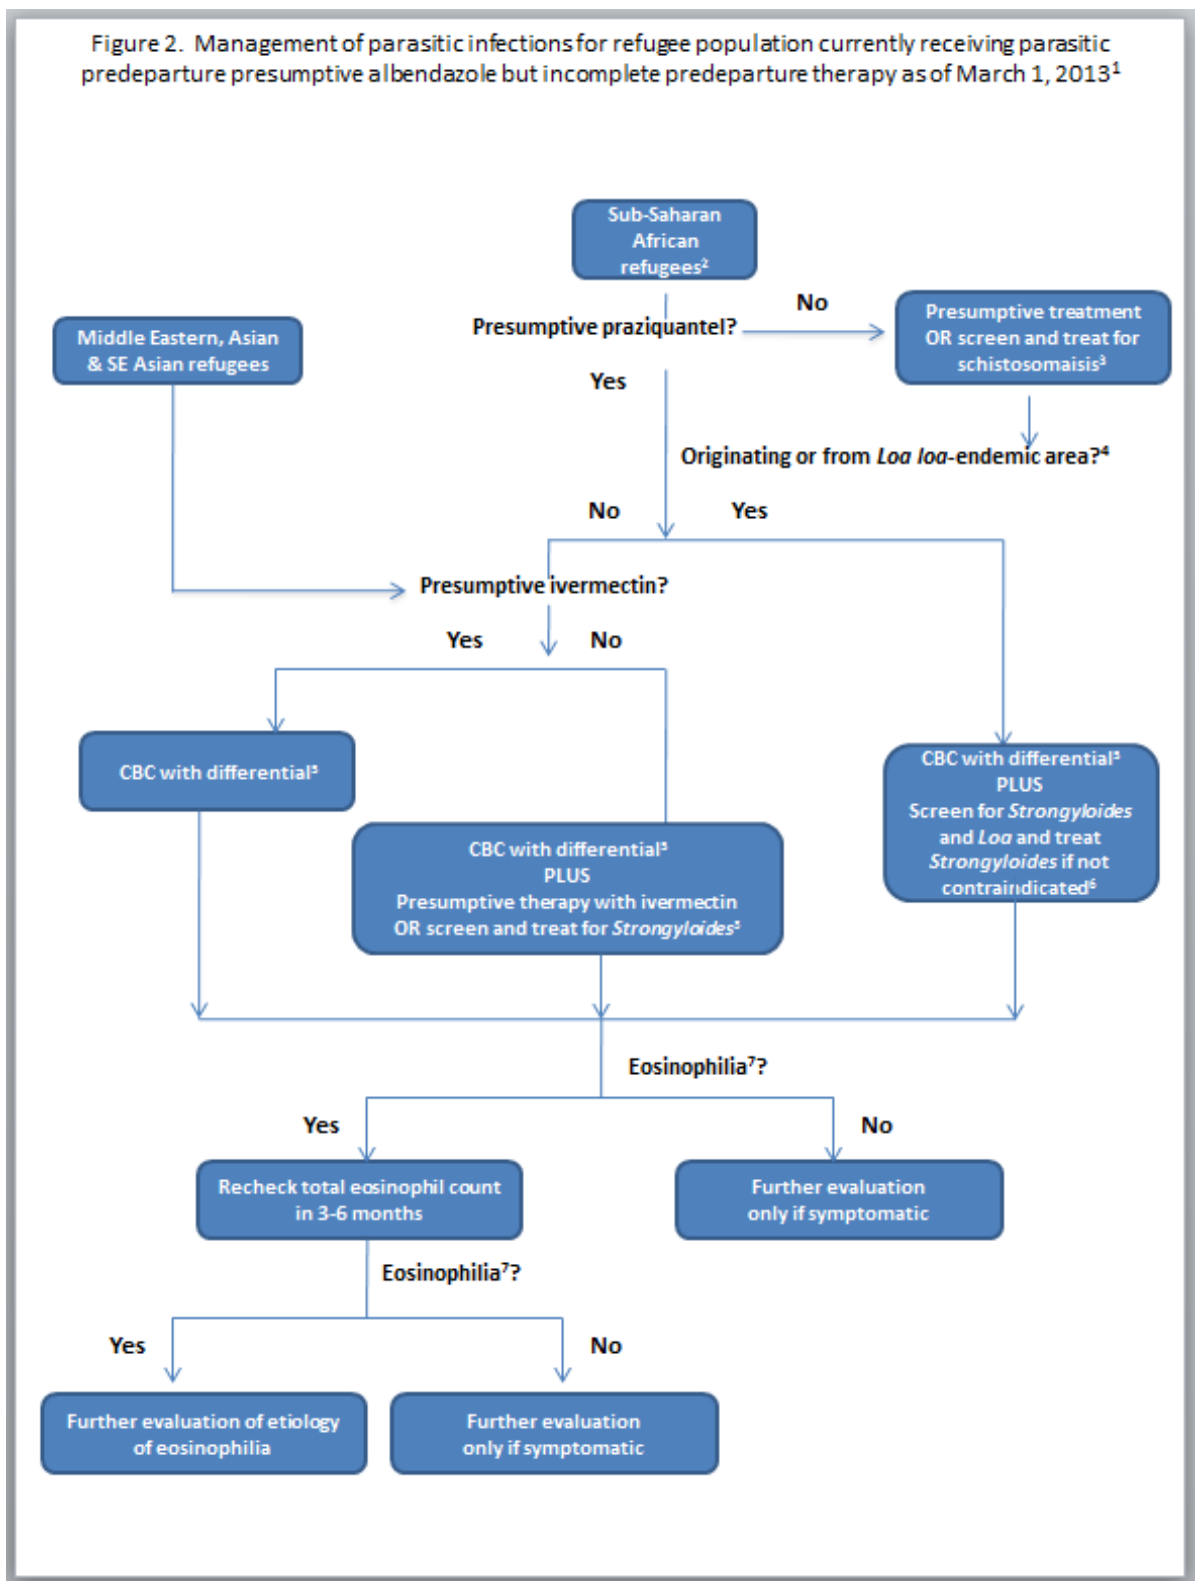 Figure 2. Management of parasitic infections for refugee population currently receiving parasitic
predeparture presumptive albendazole but incomplete predeparture therapy as of March 1, 2013¹
Sub-Saharan
African
refugees²
Presumptive praziquantel?
No
Presumptive treatment
OR screen and treat for
schistosomaisis³
Middle Eastern, Asian
& SE Asian refugees
Yes
Originating or from Loa loa-endemic area?⁴
No
Yes
Presumptive ivermectin?
Yes
No
CBC with differential⁵
CBC with differential⁵
PLUS
Presumptive therapy with ivermectin
OR screen and treat for Strongyloides⁵
CBC with differential⁵
PLUS
Screen for Strongyloides
and Loa and treat
Strongyloides if not
contraindicated⁶
Eosinophilia⁷?
Yes
No
Recheck total eosinophil count
in 3-6 months
Further evaluation
only if symptomatic
Eosinophilia⁷?
Yes
No
Further evaluation of etiology
of eosinophilia
Further evaluation
only if symptomatic